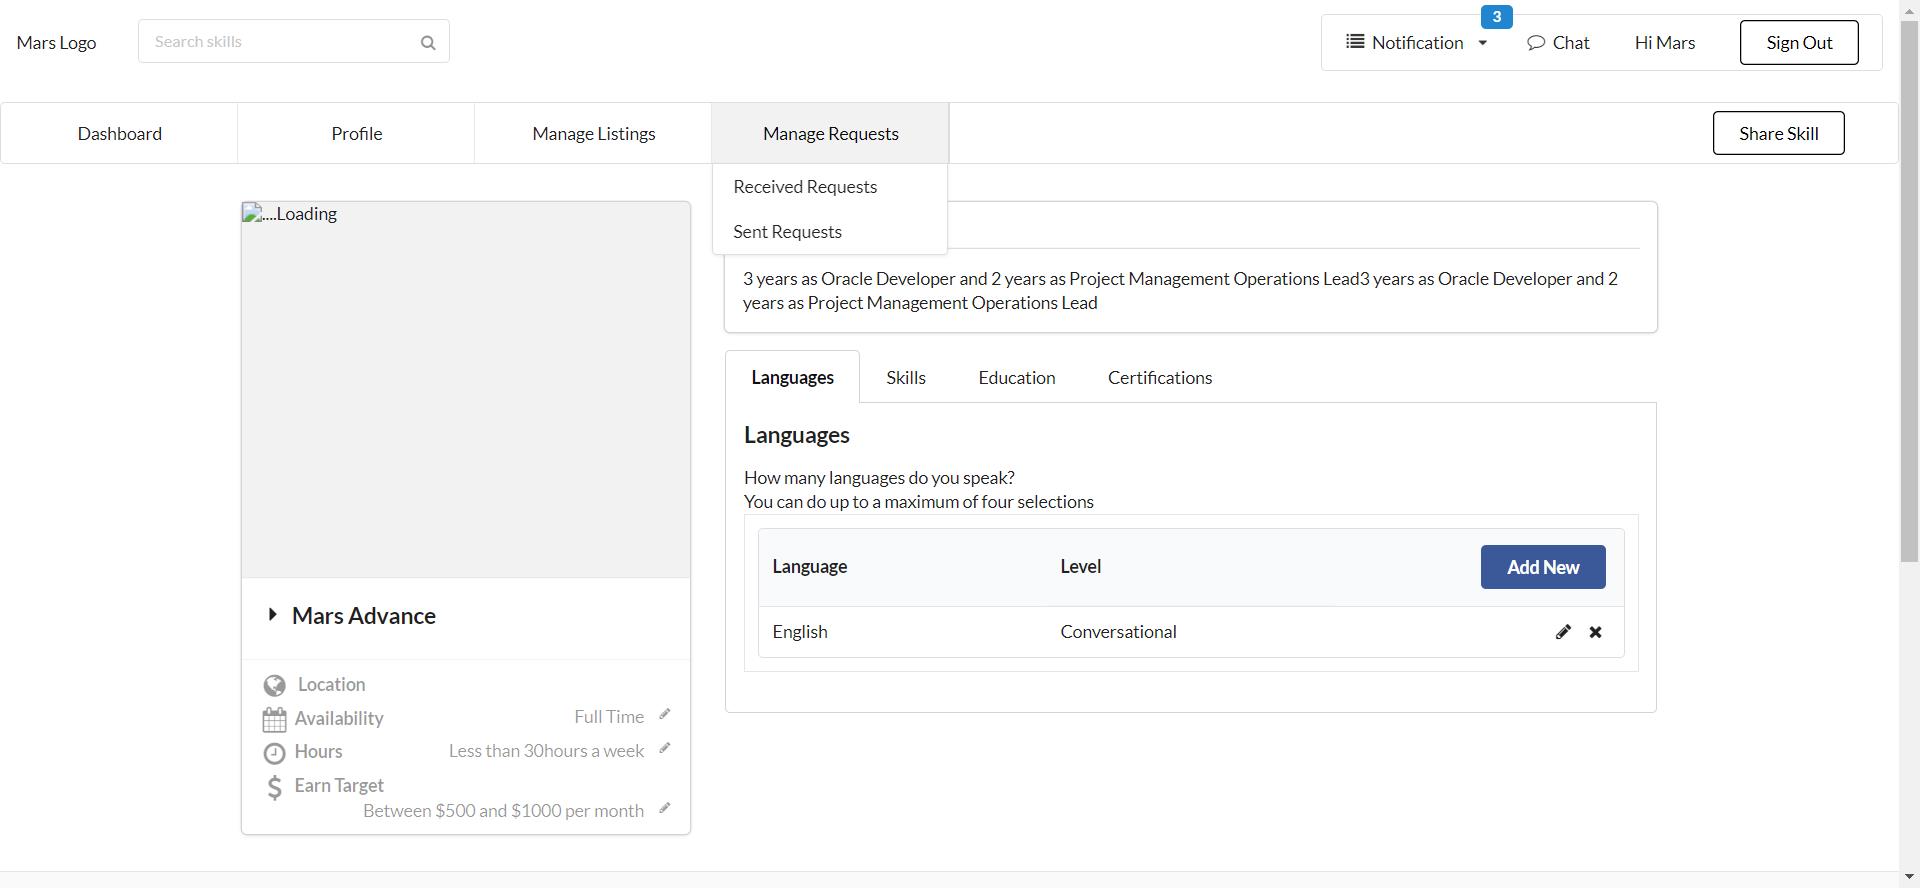 Mars Logo
Search skills
3
Notification
Chat
Hi Mars
Sign Out
Dashboard
Profile
Manage Listings
Manage Requests
Share Skill
Received Requests
Sent Requests
....Loading
3 years as Oracle Developer and 2 years as Project Management Operations Lead3 years as Oracle Developer and 2
years as Project Management Operations Lead
Mars Advance
Location
Availability
Full Time
Hours
Less than 30hours a week
Earn Target
Between $500 and $1000 per month
Languages
Skills
Education
Certifications
Languages
How many languages do you speak?
You can do up to a maximum of four selections
Language
Level
Add New
English
Conversational